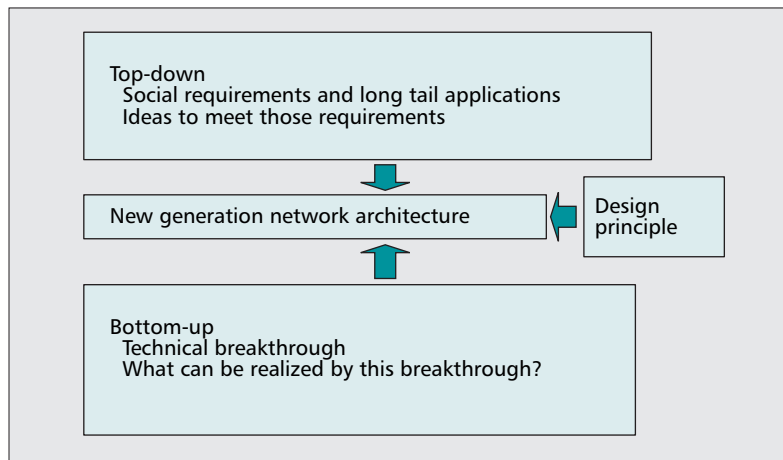 Top-down
Social requirements and long tail applications
Ideas to meet those requirements
New generation network architecture
Design
principle
Bottom-up
Technical breakthrough
What can be realized by this breakthrough?